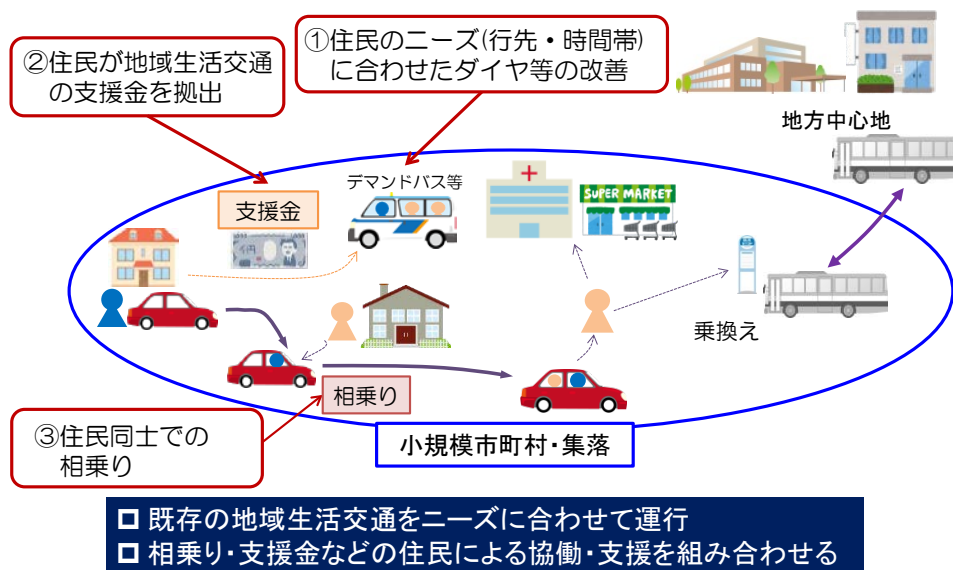 ①住民のニーズ(行先・時間帯)
に合わせたダイヤ等の改善
②住民が地域生活交通
の支援金を拠出
地方中心地
デマンドバス等
支援金
千円
SUPER MARKET
乗換え
相乗り
③住民同士での
相乗り
小規模市町村・集落
□ 既存の地域生活交通をニーズに合わせて運行
□ 相乗り・支援金などの住民による協働・支援を組み合わせる